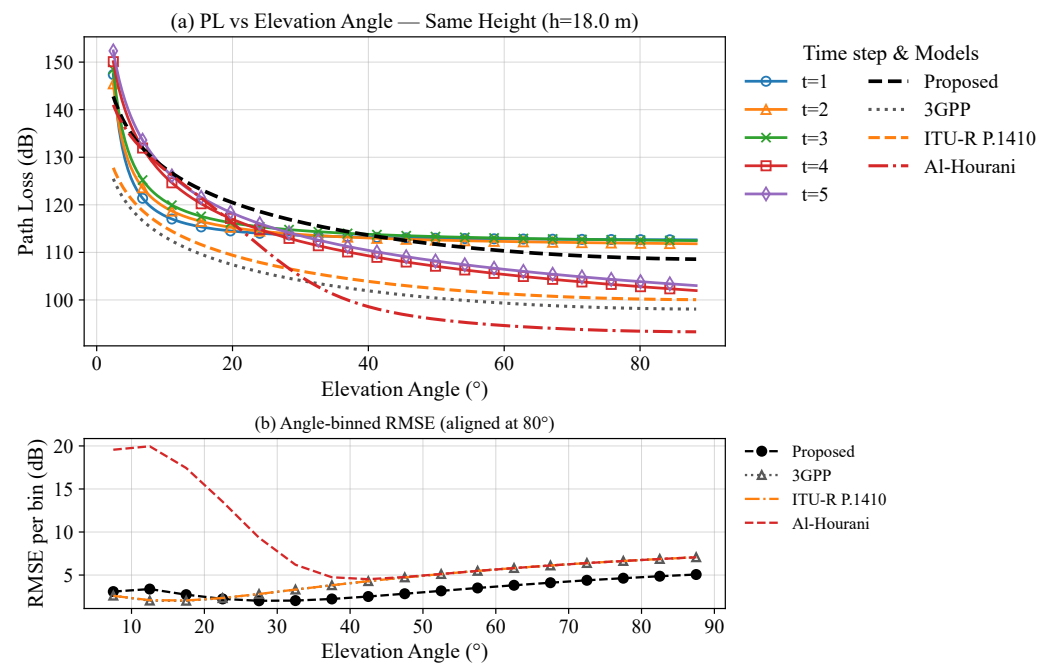 (a) PL vs Elevation Angle — Same Height (h=18.0 m)
Path Loss (dB)
150
140
130
120
110
100
0
20
40
60
80
Elevation Angle (°)
Time step & Models
t=1
t=2
t=3
t=4
t=5
Proposed
3GPP
ITU-R P.1410
Al-Hourani
(b) Angle-binned RMSE (aligned at 80°)
RMSE per bin (dB)
20
15
10
5
10
20
30
40
50
60
70
80
90
Elevation Angle (°)
Proposed
3GPP
ITU-R P.1410
Al-Hourani